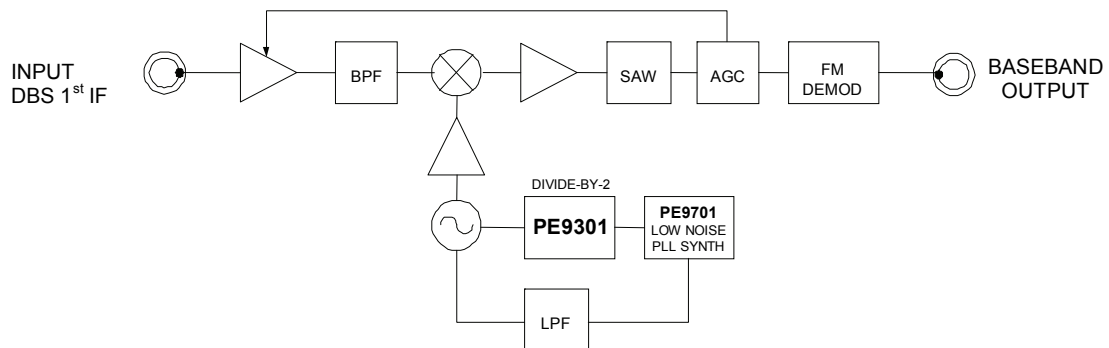 INPUT
DBS 1st IF
BPF
SAW
AGC
FM
DEMOD
BASEBAND
OUTPUT
DIVIDE-BY-2
PE9301
PE9701
LOW NOISE
PLL SYNTH
LPF